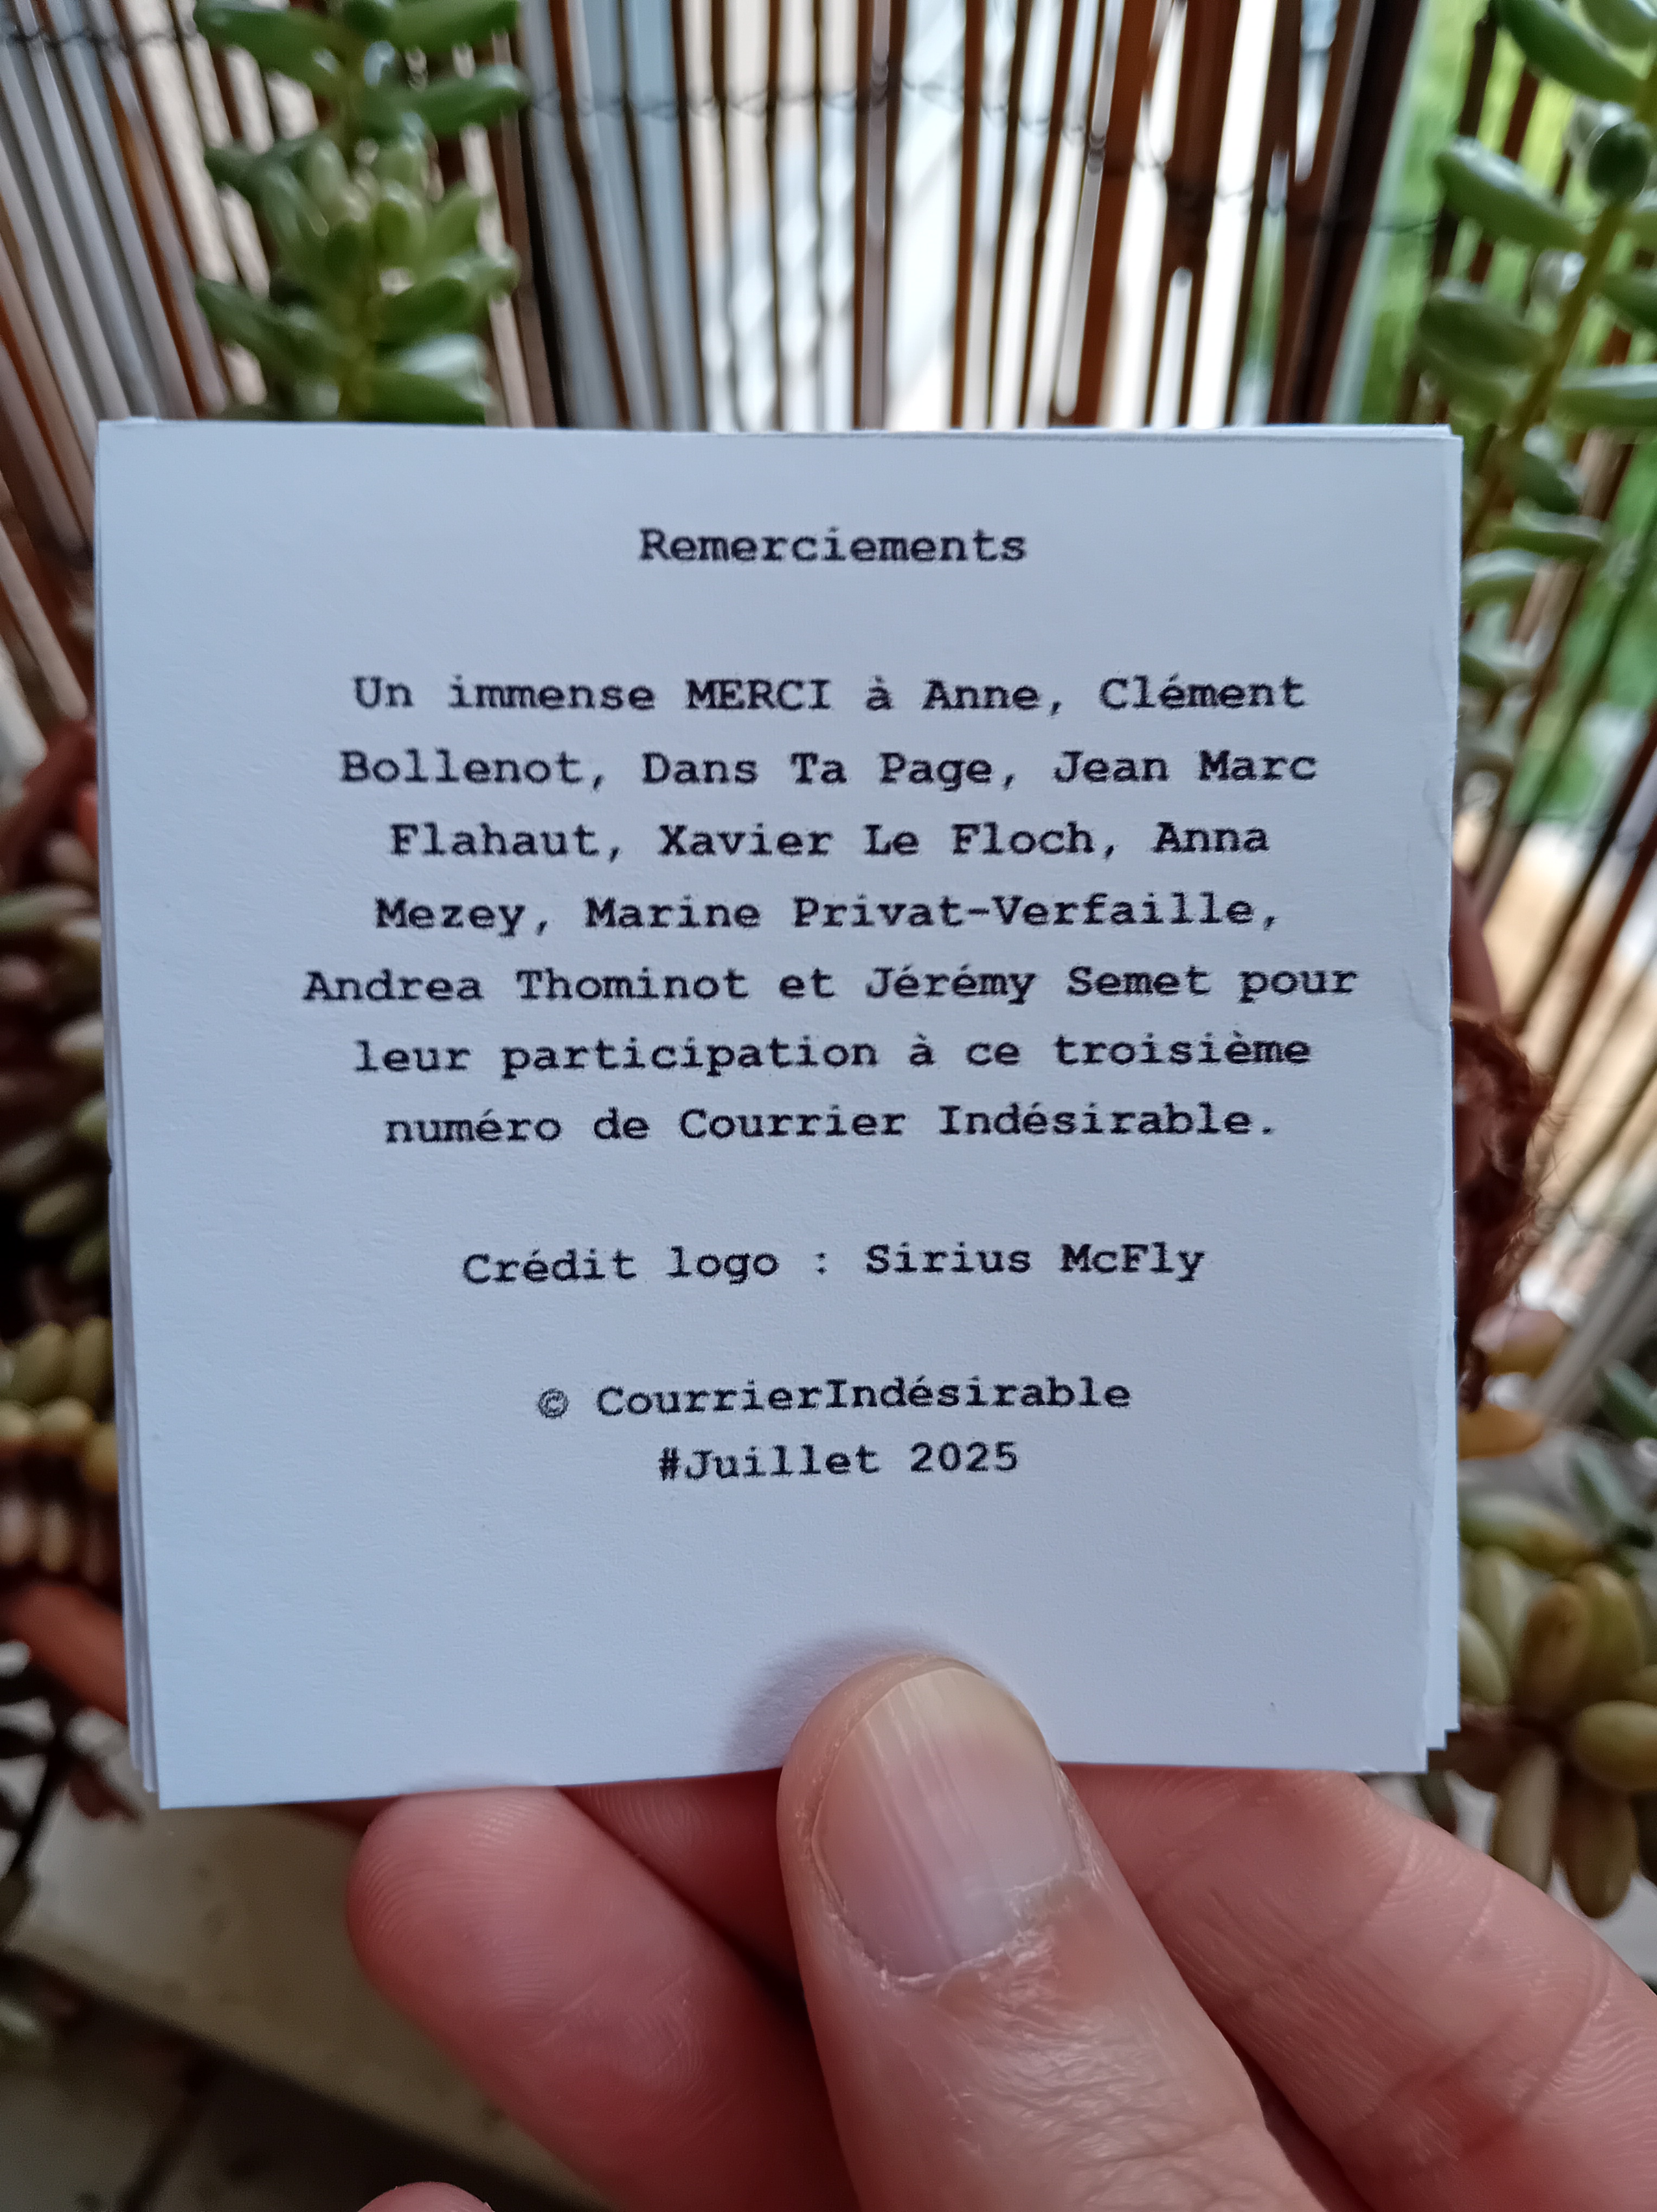 Remerciements
Un immense MERCI à Anne, Clément
Bollenot, Dans Ta Page, Jean Marc
Flahaut, Xavier Le Floch, Anna
Mezey, Marine Privat-Verfaille,
Andrea Thominot et Jérémy Semet pour
leur participation à ce troisième
numéro de Courrier Indésirable.
Crédit logo : Sirius McFly
© CourrierIndésirable
#Juillet 2025